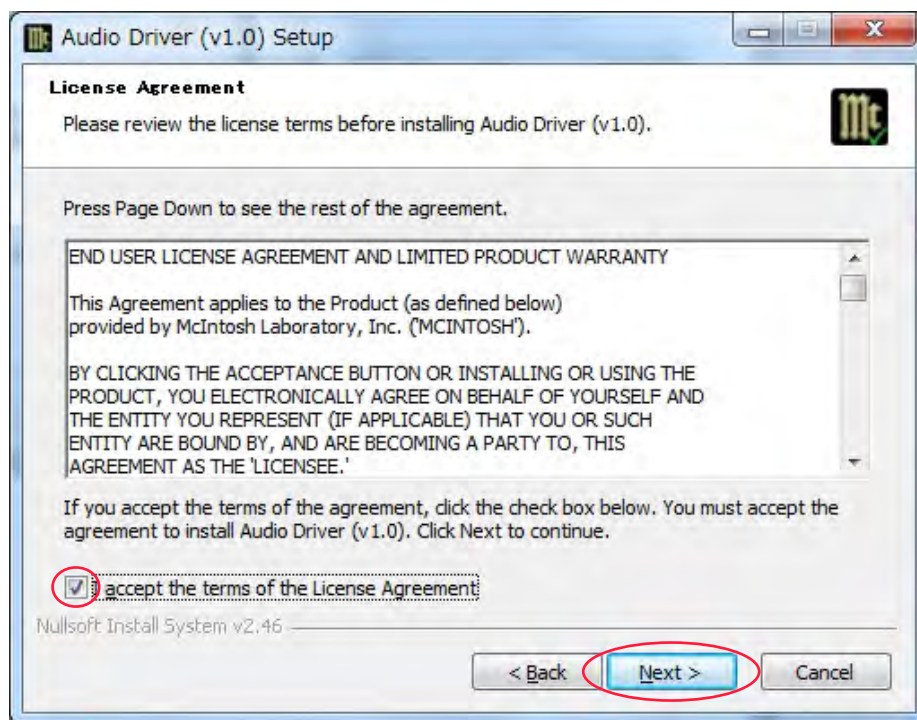 Audio Driver (v1.0) Setup
License Agreement
Please review the license terms before installing Audio Driver (v1.0).
Press Page Down to see the rest of the agreement.
END USER LICENSE AGREEMENT AND LIMITED PRODUCT WARRANTY
This Agreement applies to the Product (as defined below)
provided by McIntosh Laboratory, Inc. ('MCINTOSH').
BY CLICKING THE ACCEPTANCE BUTTON OR INSTALLING OR USING THE
PRODUCT, YOU ELECTRONICALLY AGREE ON BEHALF OF YOURSELF AND
THE ENTITY YOU REPRESENT (IF APPLICABLE) THAT YOU OR SUCH
ENTITY ARE BOUND BY, AND ARE BECOMING A PARTY TO, THIS
AGREEMENT AS THE 'LICENSEE.'
If you accept the terms of the agreement, click the check box below. You must accept the
agreement to install Audio Driver (v1.0). Click Next to continue.
I accept the terms of the License Agreement
Nullsoft Install System v2.46
< Back Next > Cancel